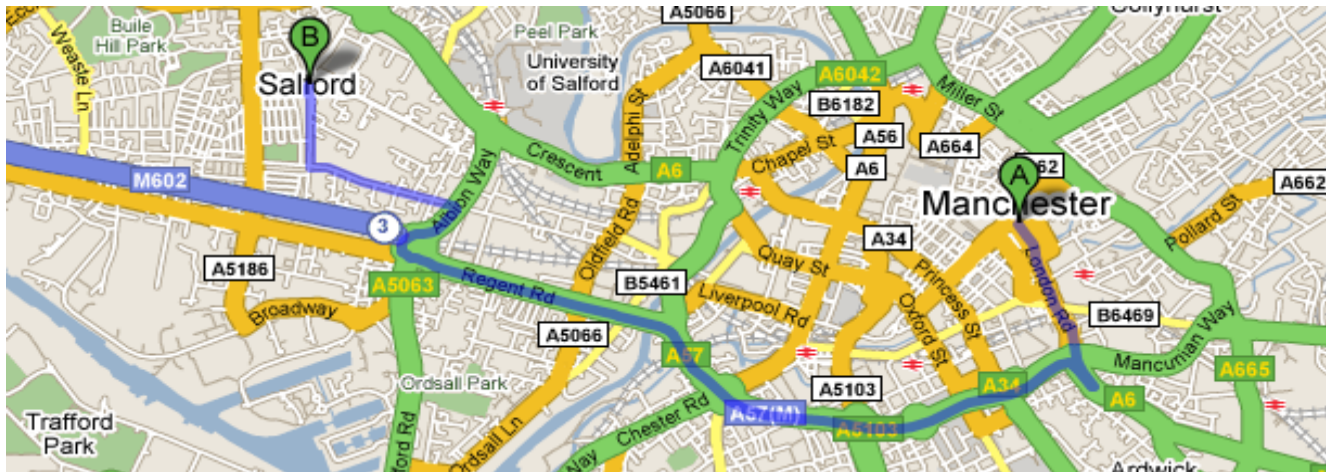 A5066
Collyhurst
Buile
Hill Park
Weaste Ln
B
Salford
Peel Park
University
of Salford
A6041
A6042
Miller St
B6182
A56
A664
Trinity Way
Chapel St
A6
Adelphi St
Crescent
A6
M602
Albion Way
3
A
A662
Manchester
Pollard St
A34
Oldfield Rd
Quay St
Princess St
London Rd
A5186
A5063
Regent Rd
B5461
Liverpool Rd
Oxford St
B6469
Broadway
A5066
A57
Mancunian Way
Ordsall Park
A5103
A34
A665
A6
Chester Rd
A57(M)
A5103
Trafford
Park
Ordsall Ln
Way
Ardwick